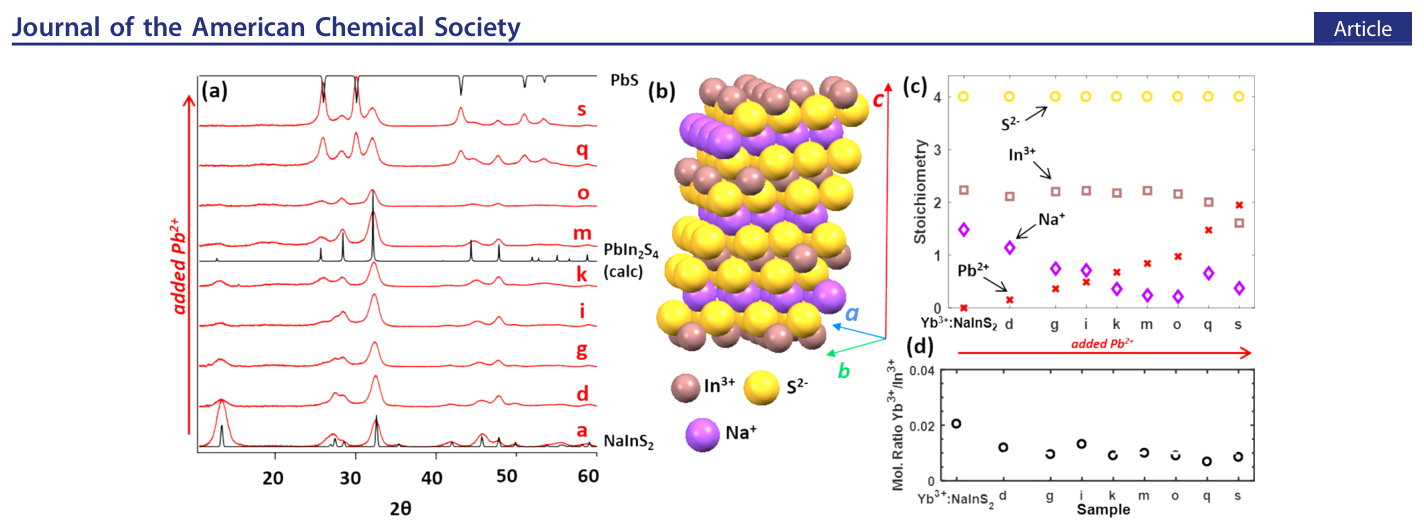 Journal of the American Chemical Society
Article
(a)
added Pb2+
PbS
s
q
o
m
PbIn2S4
(calc)
k
i
g
d
a
NaInS2
20
30
40
50
60
2θ
(b)
c
a
b
In3+
S2-
Na+
(c)
4
3
2
1
0
Stoichiometry
S2-
In3+
Na+
Pb2+
Yb3+:NaInS2
d
g
i
k
m
o
q
s
added Pb2+
(d)
0.04
0.02
0
Mol. Ratio Yb3+/In3+
Yb3+:NaInS2
d
g
i
k
m
o
q
s
Sample